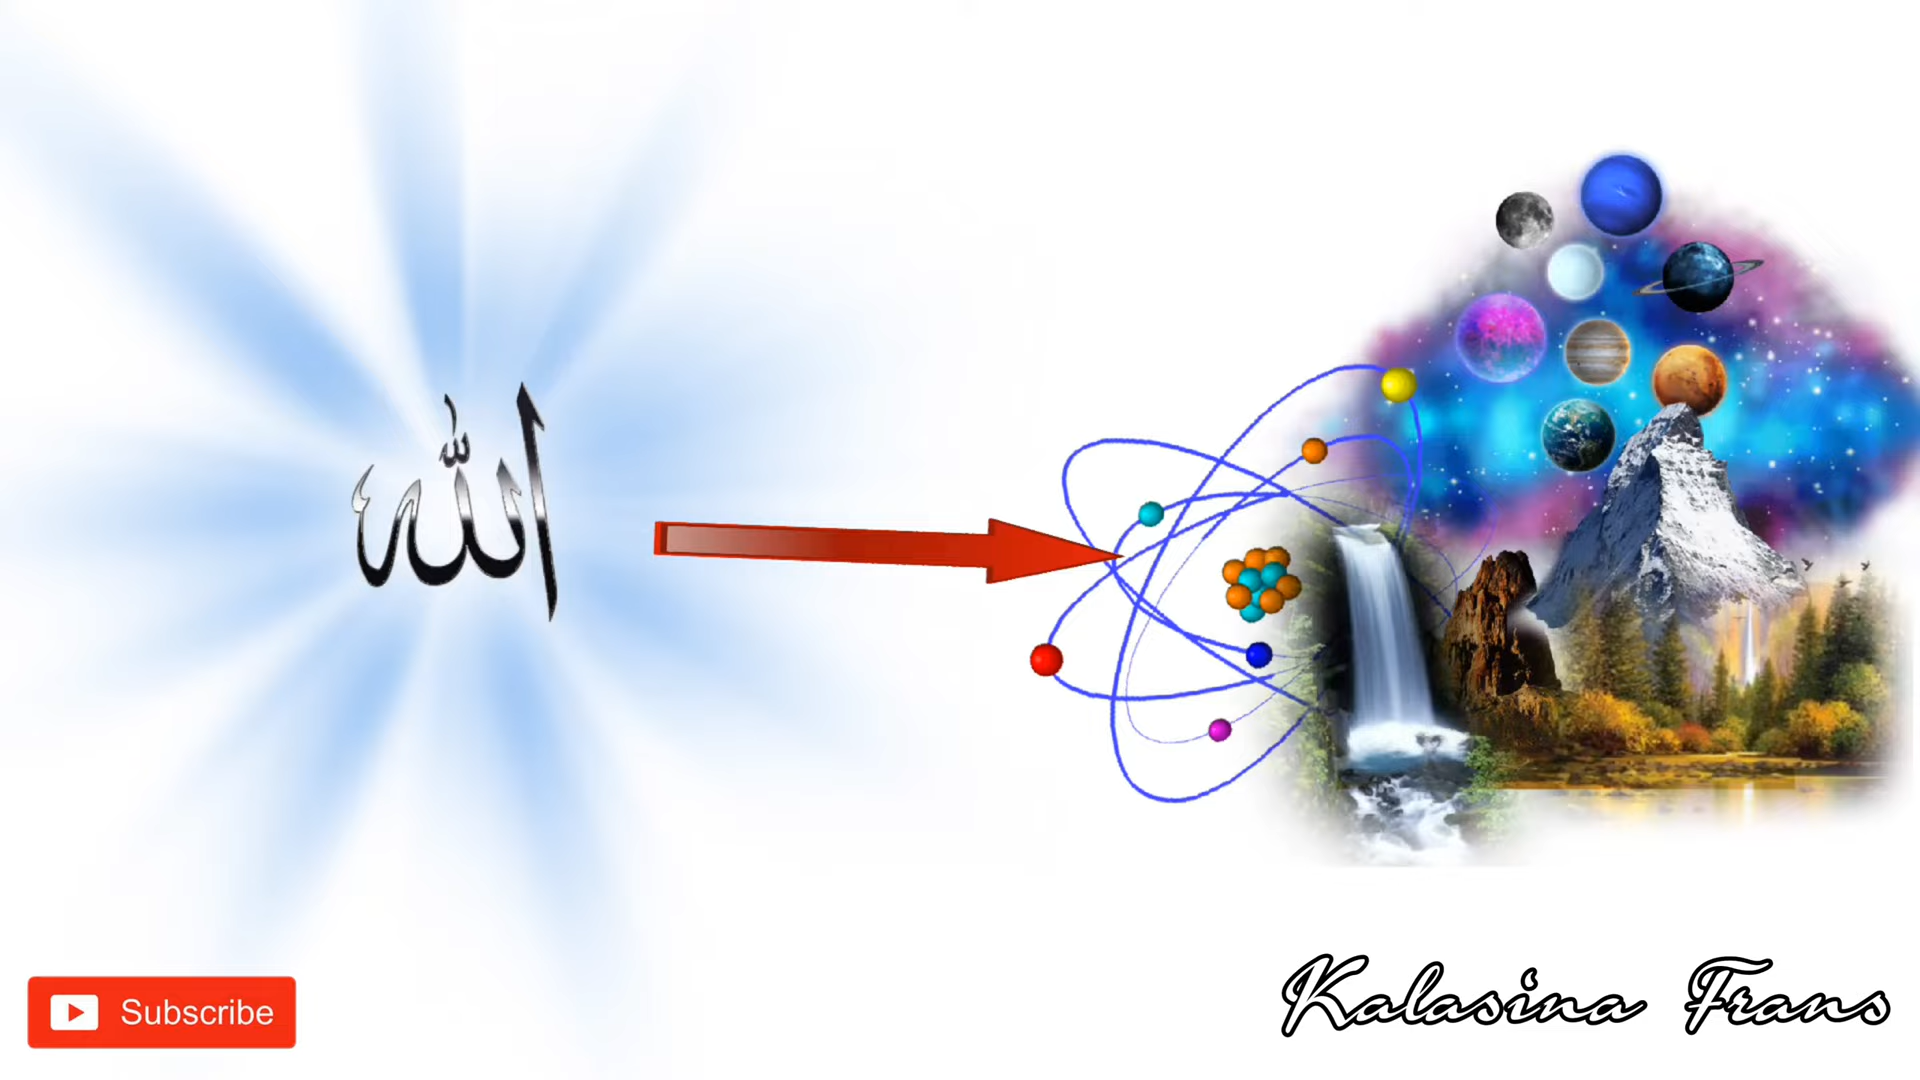 الله
Subscribe
Kalasina Frans